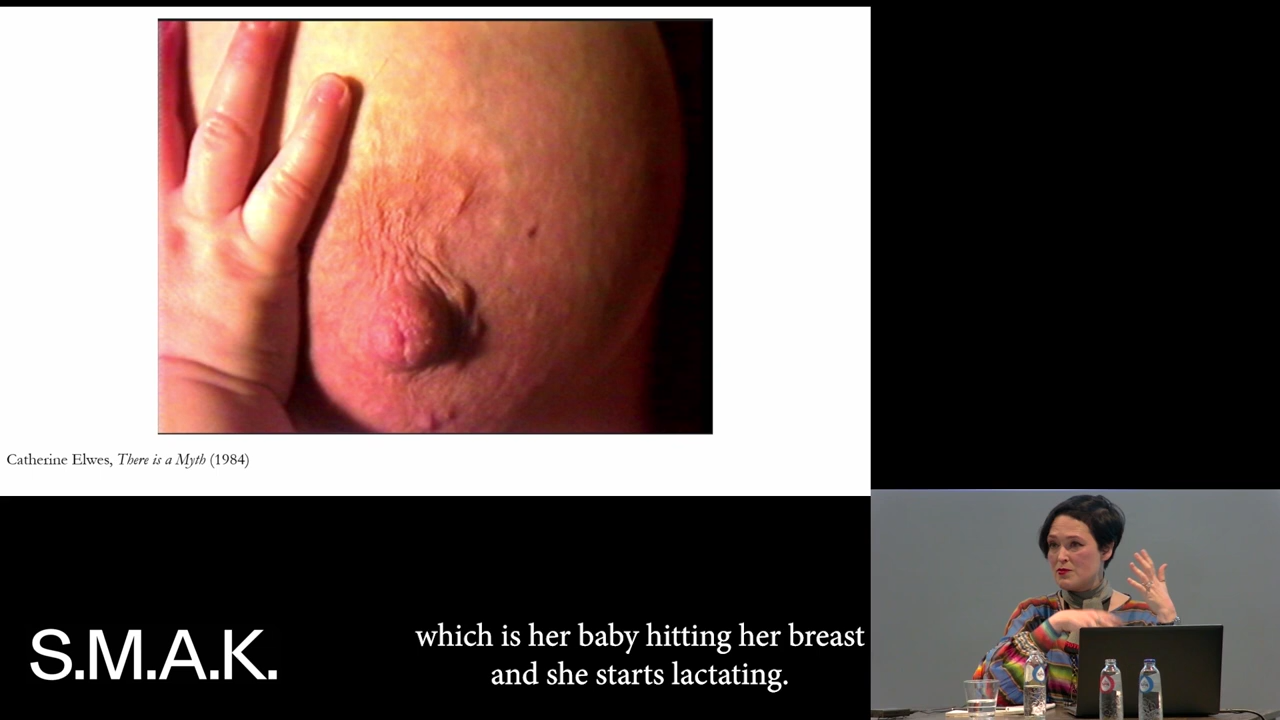 Catherine Elwes, There is a Myth (1984)
S.M.A.K.
which is her baby hitting her breast
and she starts lactating.